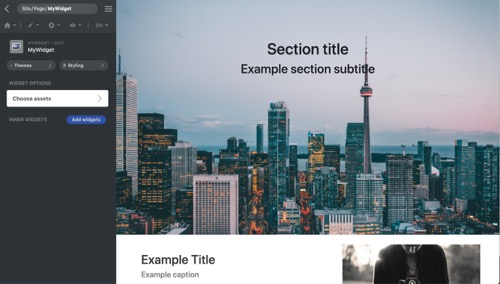 Site/Page/MyWidget
EN
MYWIDGET - SLOT
MyWidget
Themes
Styling
WIDGET OPTIONS
Choose assets
INNER WIDGETS
Add widgets
Section title
Example section subtitle
Example Title
Example caption